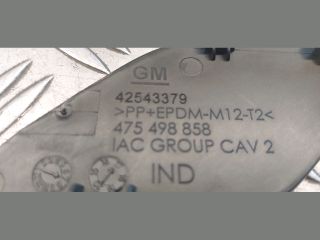 GM
42543379
>PP+EPDM-M12-T2<
475 498 858
IAC GROUP CAV 2
IND